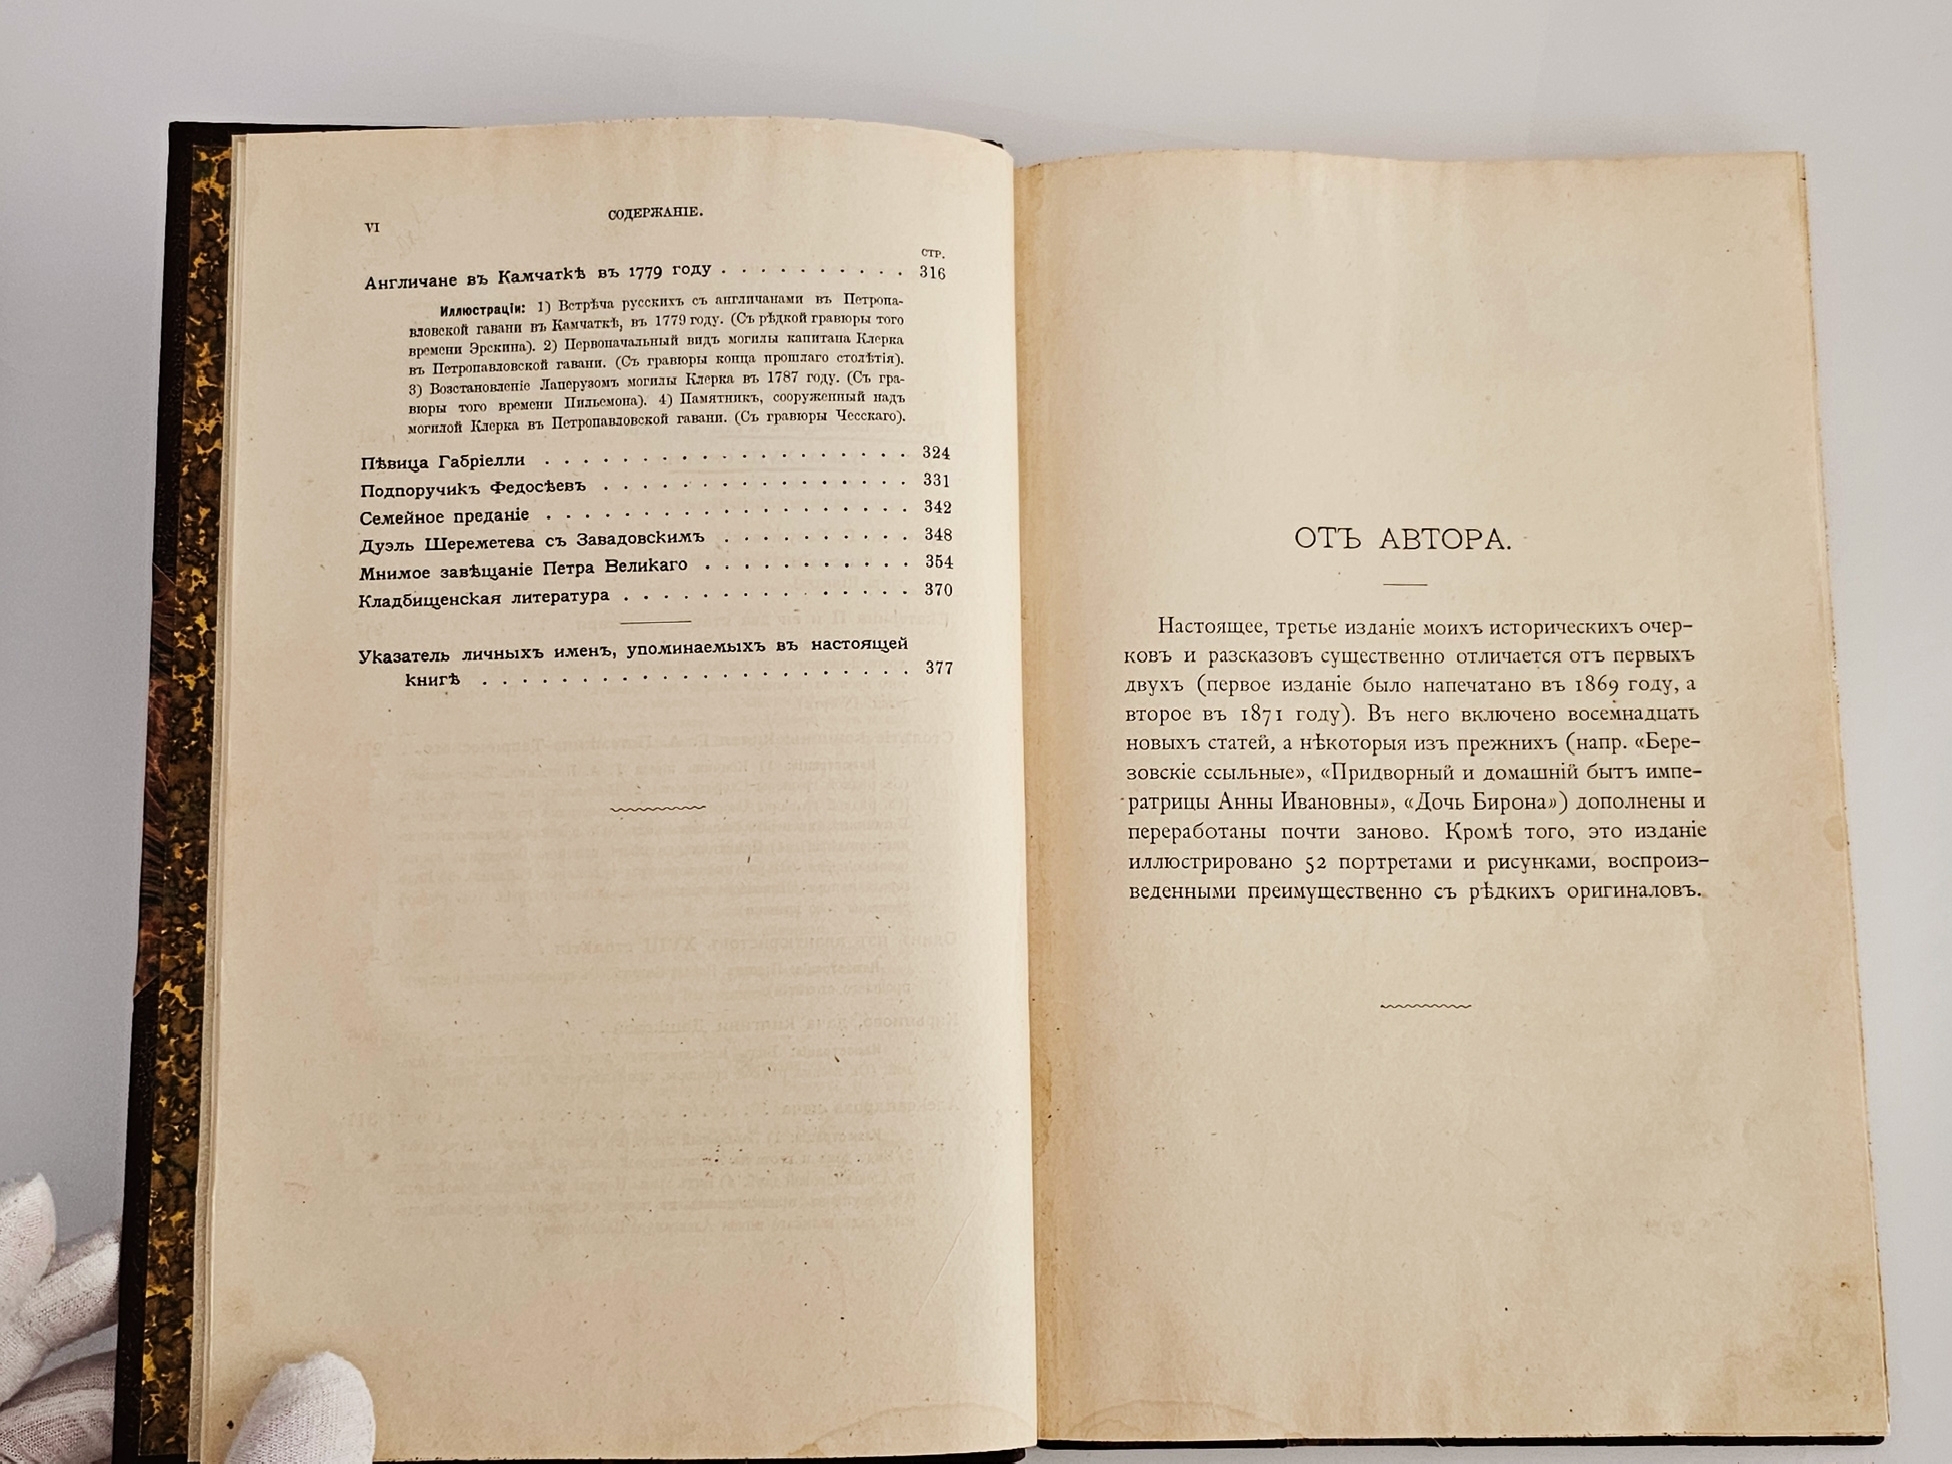 VI
СОДЕРЖАНІЕ.
СТР.
Англичане въ Камчаткѣ въ 1779 году . . . . . . . . . . 316
Иллюстраціи: 1) Встрѣча русскихъ съ англичанами въ Петропа-
вловской гавани въ Камчаткѣ, въ 1779 году. (Съ рѣдкой гравюры того
времени Эрскина). 2) Первоначальный видъ могилы капитана Клерка
въ Петропавловской гавани. (Съ гравюры конца прошлаго столѣтія).
3) Возстановленіе Лаперузомъ могилы Клерка въ 1787 году. (Съ гра-
вюры того времени Пильемона). 4) Памятникъ, сооруженный надъ
могилой Клерка въ Петропавловской гавани. (Съ гравюры Чесскаго).
Пѣвица Габріелли . . . . . . . . . . . . . . . . . . . 324
Подпоручикъ Федосѣевъ . . . . . . . . . . . . . . . . 331
Семейное преданіе . . . . . . . . . . . . . . . . . . . 342
Дуэль Шереметева съ Завадовскимъ . . . . . . . . . . 348
Мнимое завѣщаніе Петра Великаго . . . . . . . . . . . 354
Кладбищенская литература . . . . . . . . . . . . . . . 370
Указатель личныхъ именъ, упоминаемыхъ въ настоящей
книгѣ . . . . . . . . . . . . . . . . . . . . . . 377
ОТЪ АВТОРА.
Настоящее, третье изданіе моихъ историческихъ очер-
ковъ и разсказовъ существенно отличается отъ первыхъ
двухъ (первое изданіе было напечатано въ 1869 году, а
второе въ 1871 году). Въ него включено восемнадцать
новыхъ статей, а нѣкоторыя изъ прежнихъ (напр. «Бере-
зовскіе ссыльные», «Придворный и домашній бытъ импе-
ратрицы Анны Ивановны», «Дочь Бирона») дополнены и
переработаны почти заново. Кромѣ того, это изданіе
иллюстрировано 52 портретами и рисунками, воспроиз-
веденными преимущественно съ рѣдкихъ оригиналовъ.